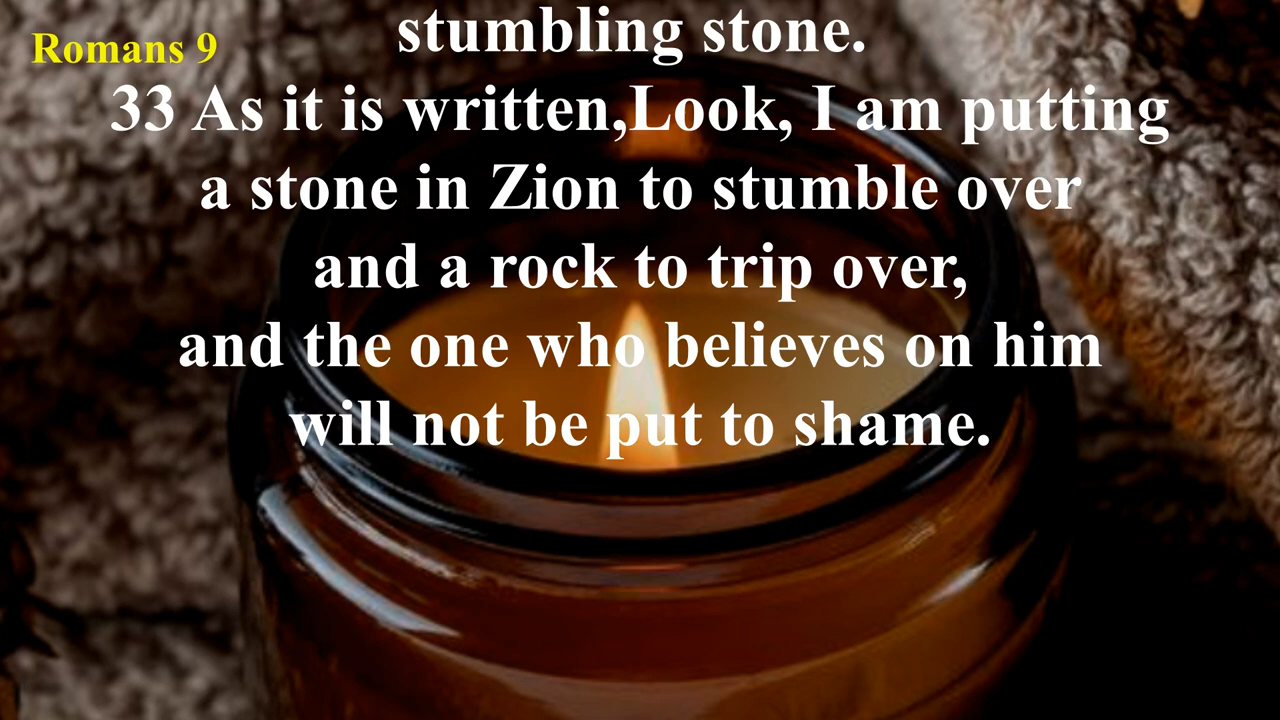 Romans 9
stumbling stone.
33 As it is written,Look, I am putting
a stone in Zion to stumble over
and a rock to trip over,
and the one who believes on him
will not be put to shame.